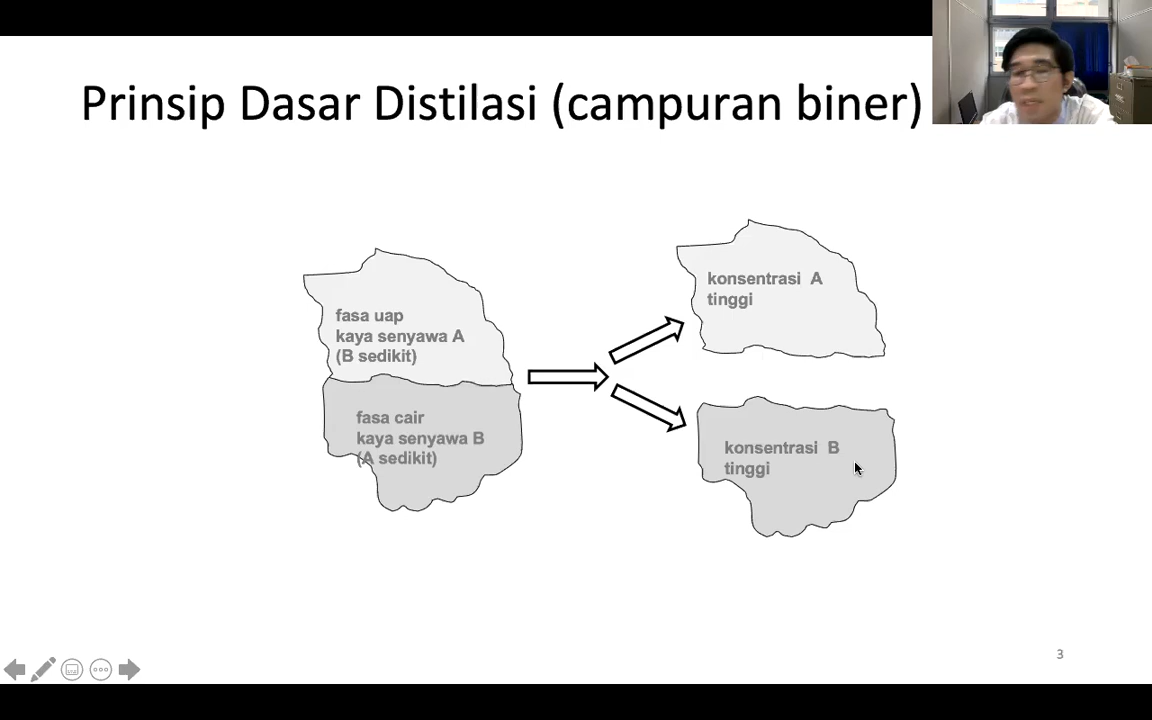 Prinsip Dasar Distilasi (campuran biner)
fasa uap
kaya senyawa A
(B sedikit)
fasa cair
kaya senyawa B
(A sedikit)
konsentrasi A
tinggi
konsentrasi B
tinggi
3